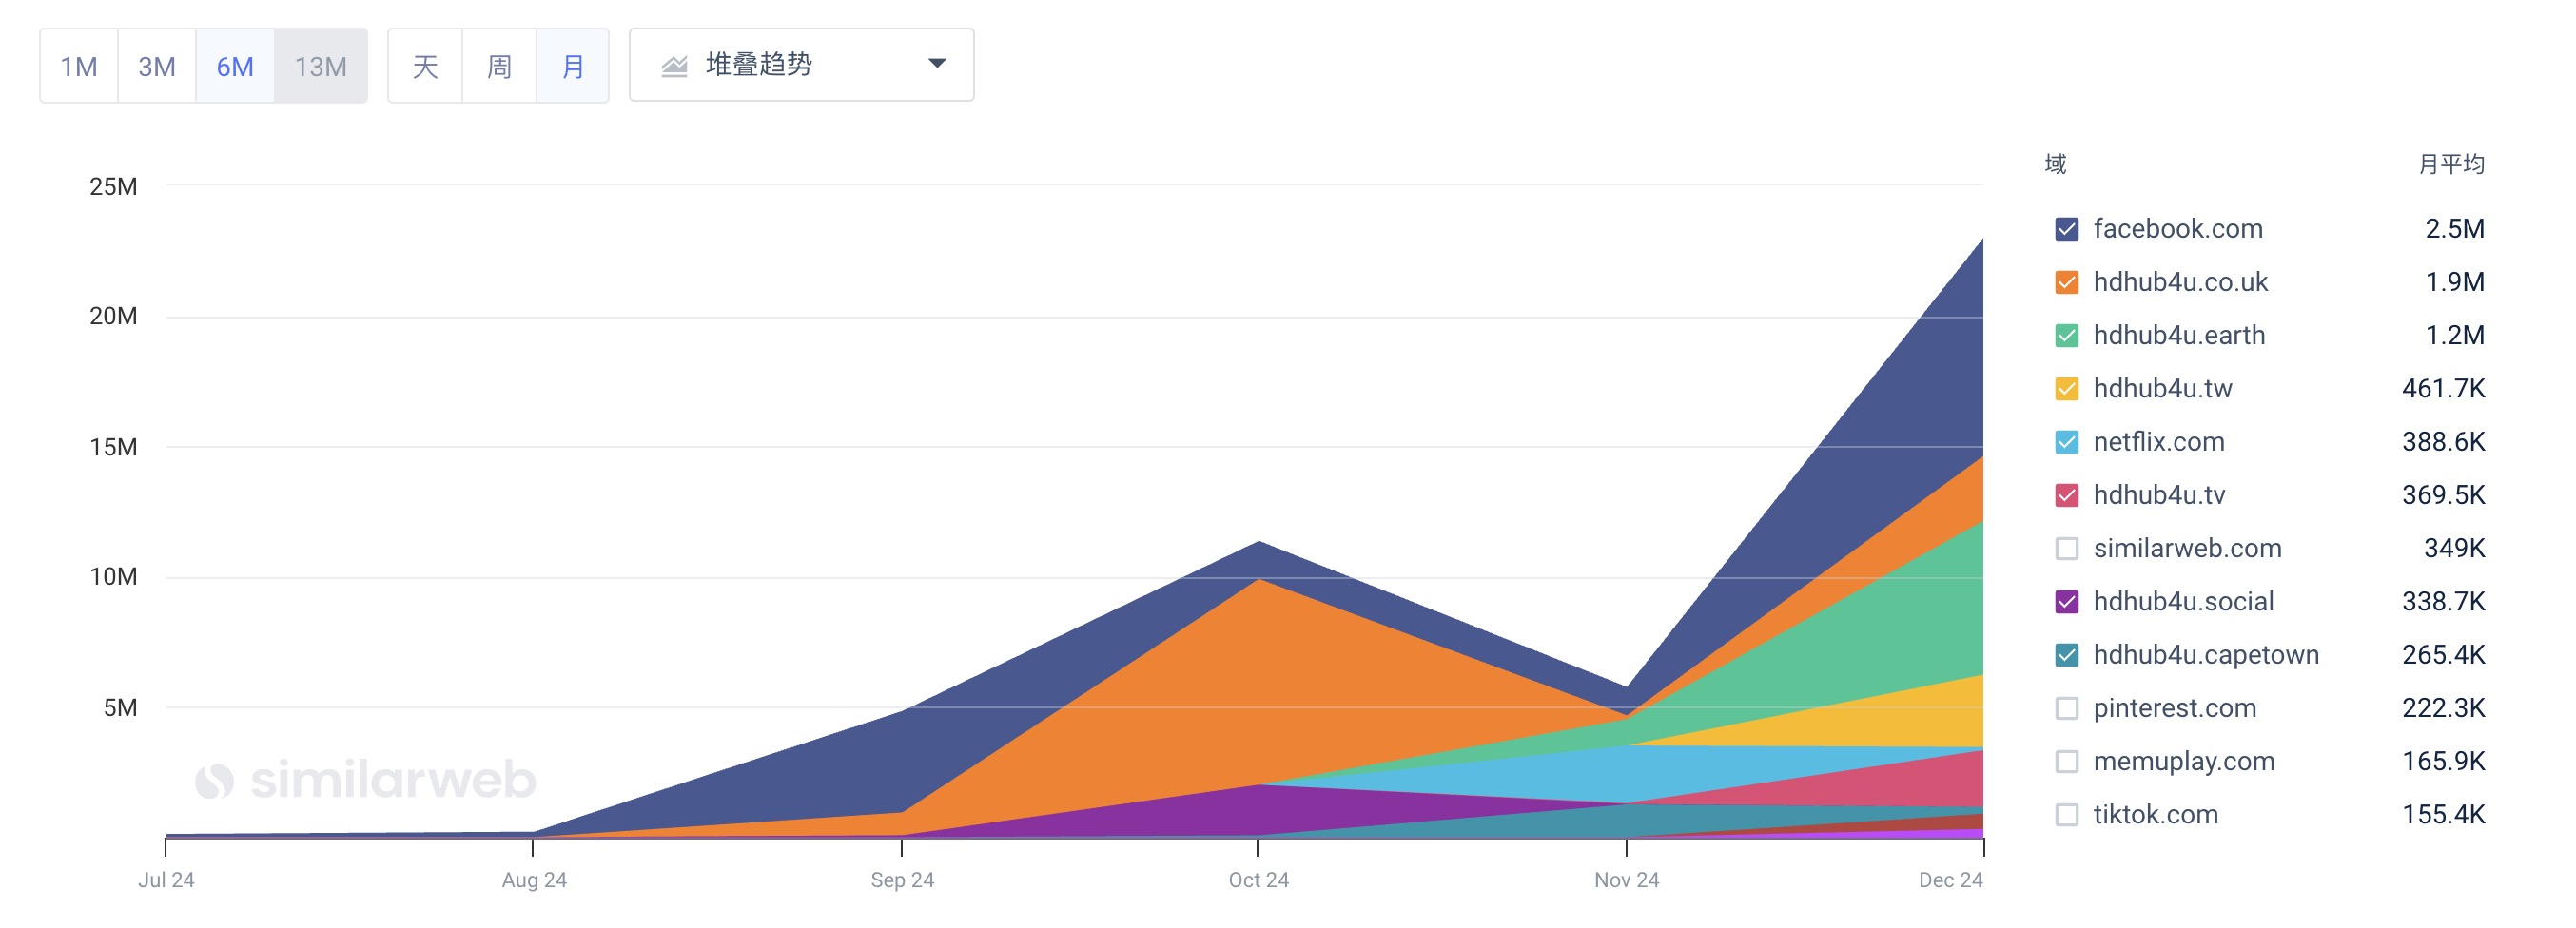 1M 3M 6M 13M 天 周 月 堆叠趋势
域 月平均
25M
20M
15M
10M
5M
facebook.com 2.5M
hdhub4u.co.uk 1.9M
hdhub4u.earth 1.2M
hdhub4u.tw 461.7K
netflix.com 388.6K
hdhub4u.tv 369.5K
similarweb.com 349K
hdhub4u.social 338.7K
hdhub4u.capetown 265.4K
pinterest.com 222.3K
memuplay.com 165.9K
tiktok.com 155.4K
similarweb
Jul 24 Aug 24 Sep 24 Oct 24 Nov 24 Dec 24